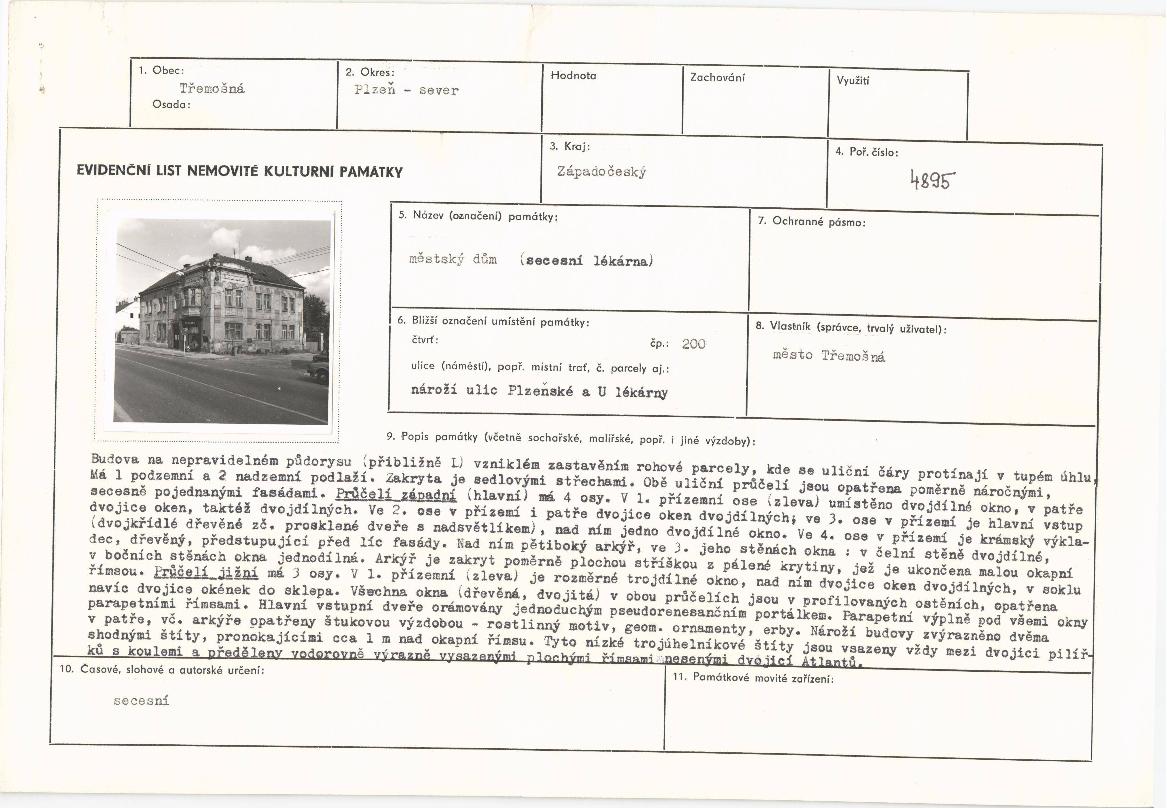 1. Obec:
Třemošná
Osada:
2. Okres:
Plzeň - sever
Hodnota
Zachování
Využití
EVIDENČNÍ LIST NEMOVITÉ KULTURNÍ PAMÁTKY
3. Kraj:
Západočeský
4. Poř. číslo:
4895
5. Název (označení) památky:
městský dům (secesní lékárna)
7. Ochranné pásmo:
6. Bližší označení umístění památky:
čtvrť: čp.: 200
ulice (náměstí), popř. místní trať, č. parcely aj.:
nároží ulic Plzeňské a U lékárny
8. Vlastník (správce, trvalý uživatel):
město Třemošná
9. Popis památky (včetně sochařské, malířské, popř. i jiné výzdoby):
Budova na nepravidelném půdorysu (přibližně L) vzniklém zastavěním rohové parcely, kde se uliční čáry protínají v tupém úhlu,
Má 1 podzemní a 2 nadzemní podlaží. Zakryta je sedlovými střechami. Obě uliční průčelí jsou opatřena poměrně náročnými,
secesně pojednanými fasádami. Průčelí západní (hlavní) má 4 osy. V 1. přízemní ose (zleva) umístěno dvojdílné okno, v patře
dvojice oken, taktéž dvojdílných. Ve 2. ose v přízemí i patře dvojice oken dvojdílných; ve 3. ose v přízemí je hlavní vstup
(dvojkřídlé dřevěné zč. prosklené dveře s nadsvětlíkem), nad ním jedno dvojdílné okno. Ve 4. ose v přízemí je krámský výkla-
dec, dřevěný, předstupující před líc fasády. Nad ním pětiboký arkýř, ve 3. jeho stěnách okna : v čelní stěně dvojdílné,
v bočních stěnách okna jednodílná. Arkýř je zakryt poměrně plochou stříškou z pálené krytiny, jež je ukončena malou okapní
římsou. Průčelí jižní má 3 osy. V 1. přízemní (zleva) je rozměrné trojdílné okno, nad ním dvojice oken dvojdílných, v soklu
navíc dvojice okének do sklepa. Všechna okna (dřevěná, dvojitá) v obou průčelích jsou v profilovaných ostěních, opatřena
parapetními římsami. Hlavní vstupní dveře orámovány jednoduchým pseudorenesančním portálkem. Parapetní výplně pod všemi okny
v patře, vč. arkýře opatřeny štukovou výzdobou - rostlinný motiv, geom. ornamenty, erby. Nároží budovy zvýrazněno dvěma
shodnými štíty, pronokajícími cca 1 m nad okapní římsu. Tyto nízké trojúhelníkové štíty jsou vsazeny vždy mezi dvojici pilíř-
ků s koulemi a předěleny vodorovně výrazně vysazenými plochými římsami nesenými dvojicí Atlantů.
10. Časové, slohové a autorské určení:
secesní
11. Památkové movité zařízení: